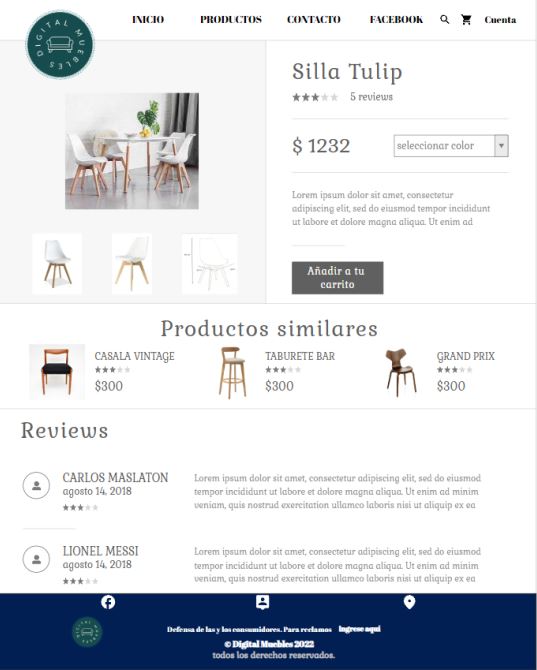 INICIO PRODUCTOS CONTACTO FACEBOOK Cuenta
DIGITAL MUEBLES
Silla Tulip
5 reviews
$ 1232 seleccionar color
Lorem ipsum dolor sit amet, consectetur
adipiscing elit, sed do eiusmod tempor incididunt
ut labore et dolore magna aliqua. Ut enim ad
Añadir a tu
carrito
Productos similares
CASALA VINTAGE
$300
TABURETE BAR
$300
GRAND PRIX
$300
Reviews
CARLOS MASLATON
agosto 14, 2018
Lorem ipsum dolor sit amet, consectetur adipiscing elit, sed do eiusmod
tempor incididunt ut labore et dolore magna aliqua. Ut enim ad minim
veniam, quis nostrud exercitation ullamco laboris nisi ut aliquip ex ea
LIONEL MESSI
agosto 14, 2018
Lorem ipsum dolor sit amet, consectetur adipiscing elit, sed do eiusmod
tempor incididunt ut labore et dolore magna aliqua. Ut enim ad minim
veniam, quis nostrud exercitation ullamco laboris nisi ut aliquip ex ea
Defensa de las y los consumidores. Para reclamos ingrese aquí
© Digital Muebles 2022
todos los derechos reservados.